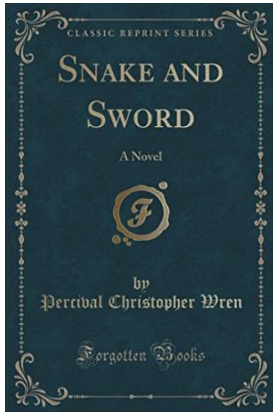 CLASSIC REPRINT SERIES
SNAKE AND
SWORD
A Novel
F
by
Percival Christopher Wren
Forgotten Books